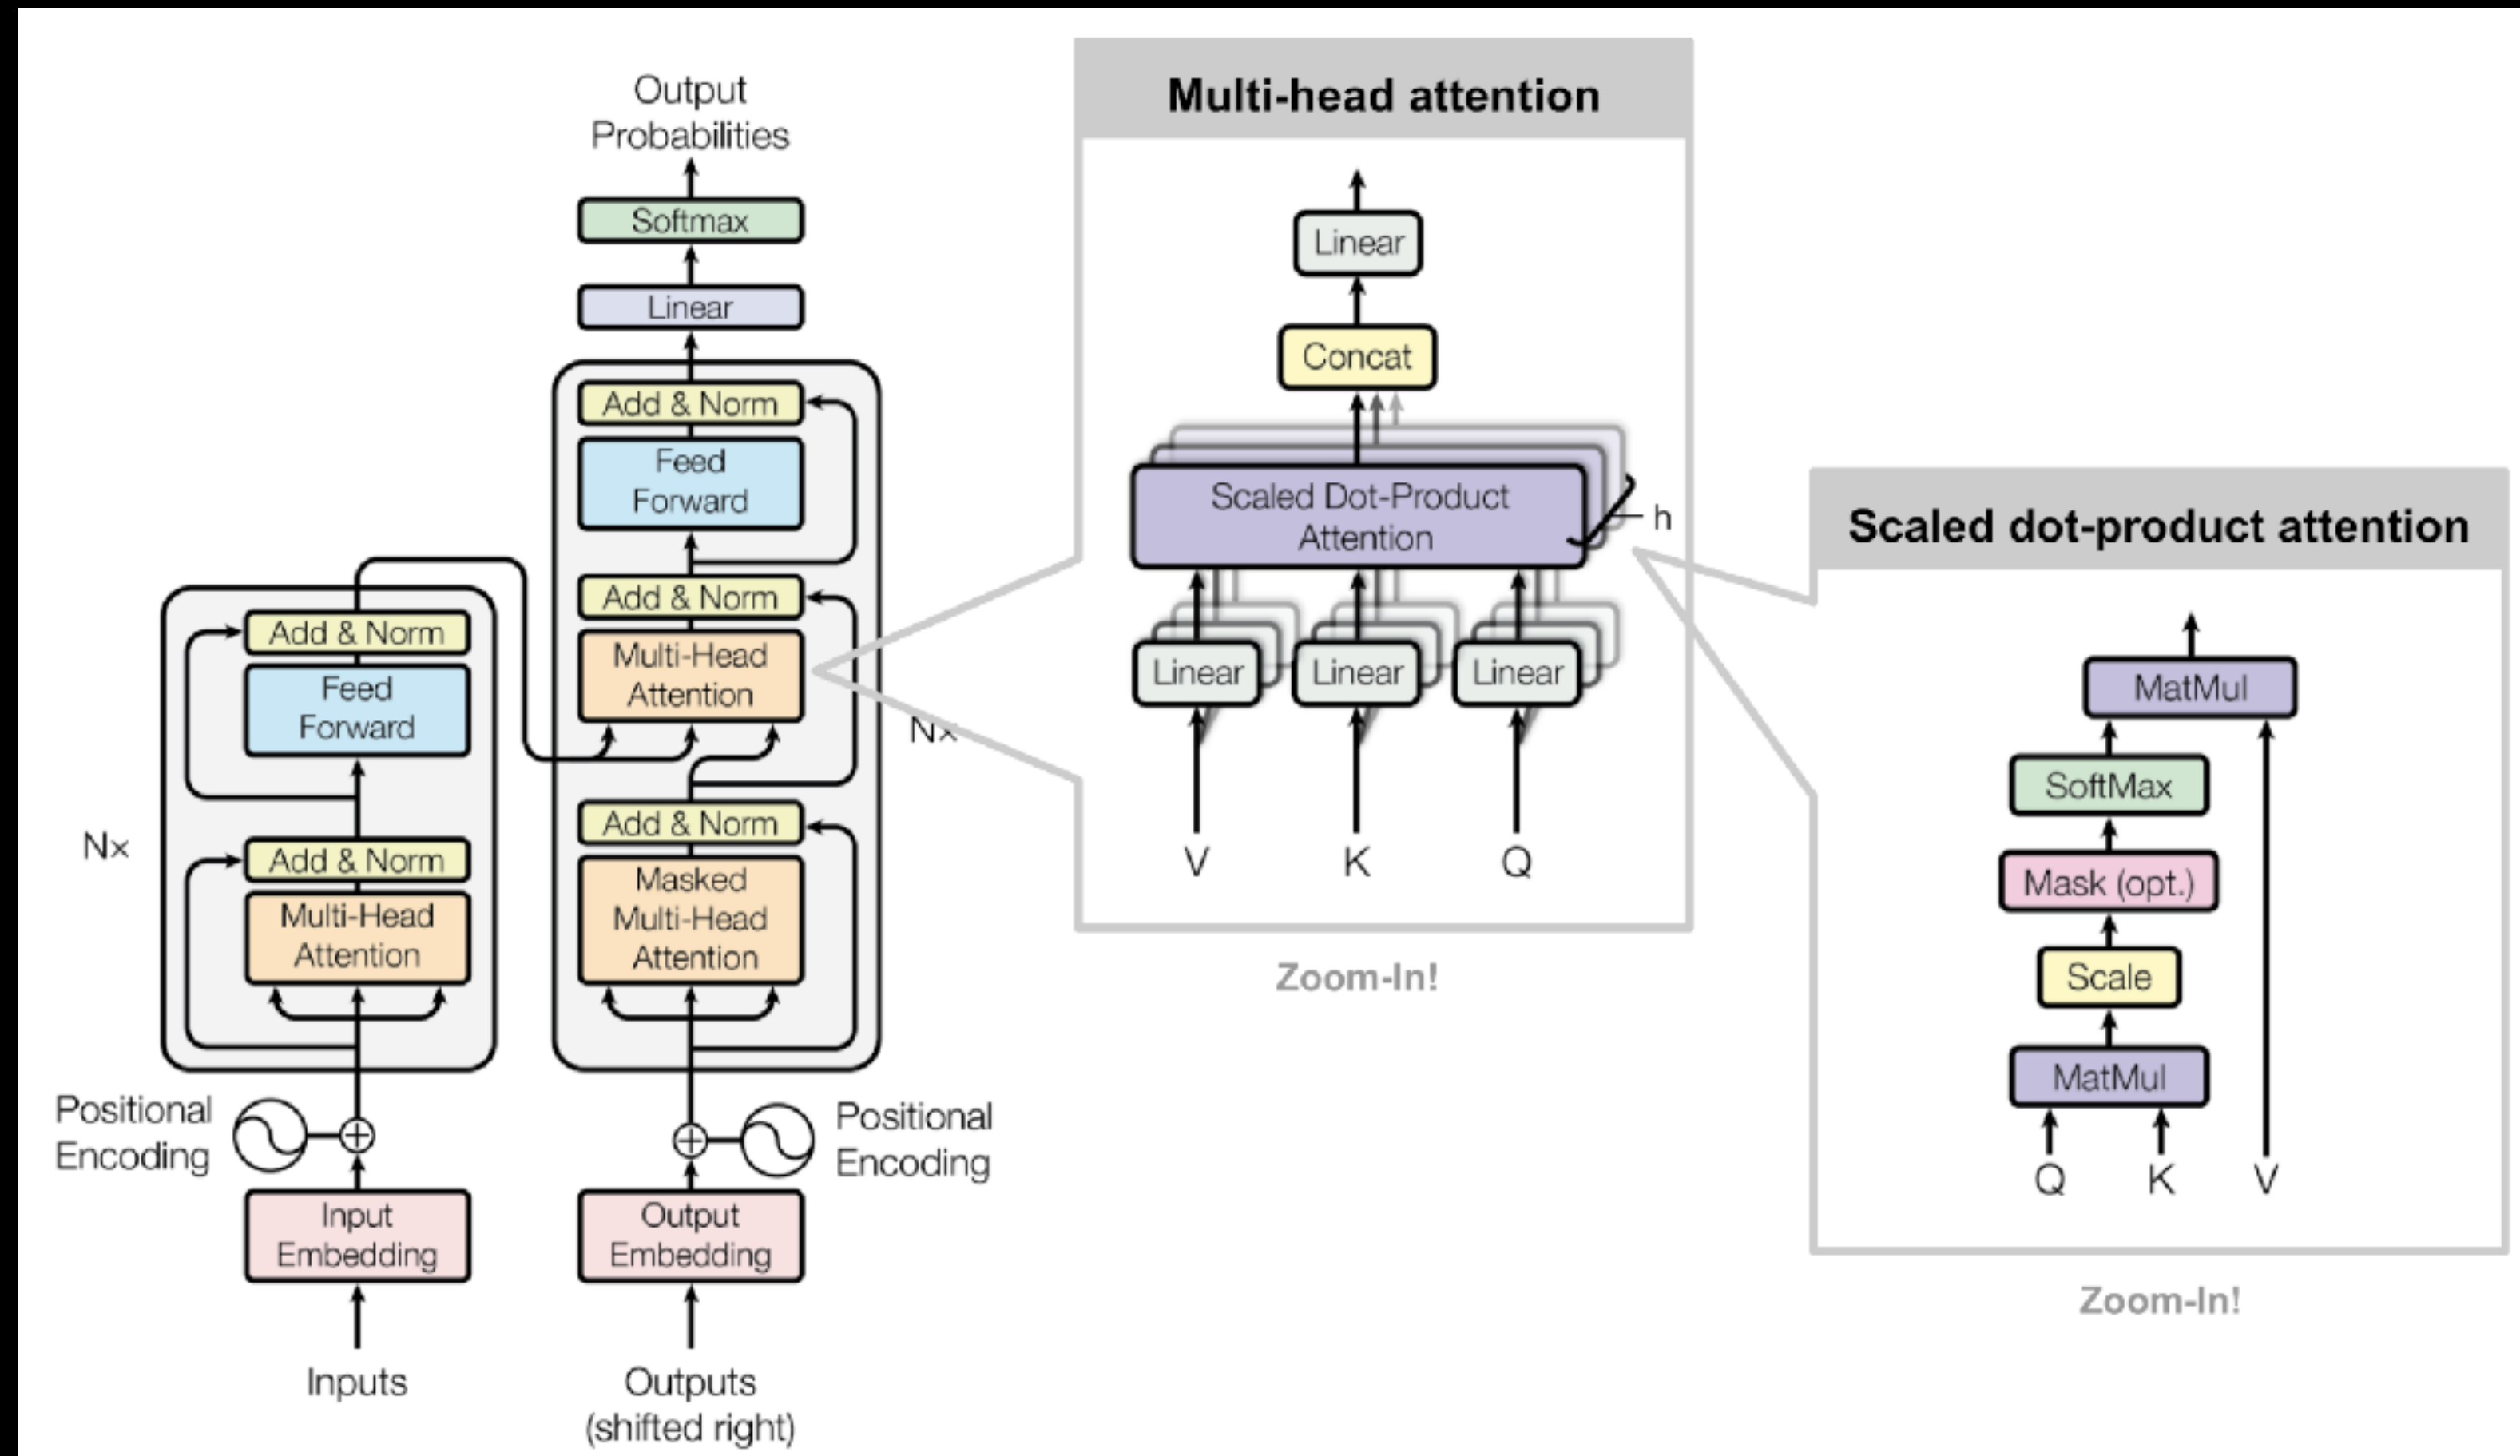 Output
Probabilities
Softmax
Linear
Add & Norm
Feed
Forward
Add & Norm
Multi-Head
Attention
Nx
Add & Norm
Masked
Multi-Head
Attention
Positional
Encoding
Output
Embedding
Outputs
(shifted right)
Add & Norm
Feed
Forward
Nx
Add & Norm
Multi-Head
Attention
Positional
Encoding
Input
Embedding
Inputs
Multi-head attention
Linear
Concat
Scaled Dot-Product
Attention
h
Linear Linear Linear
V K Q
Zoom-In!
Scaled dot-product attention
MatMul
SoftMax
Mask (opt.)
Scale
MatMul
Q K V
Zoom-In!